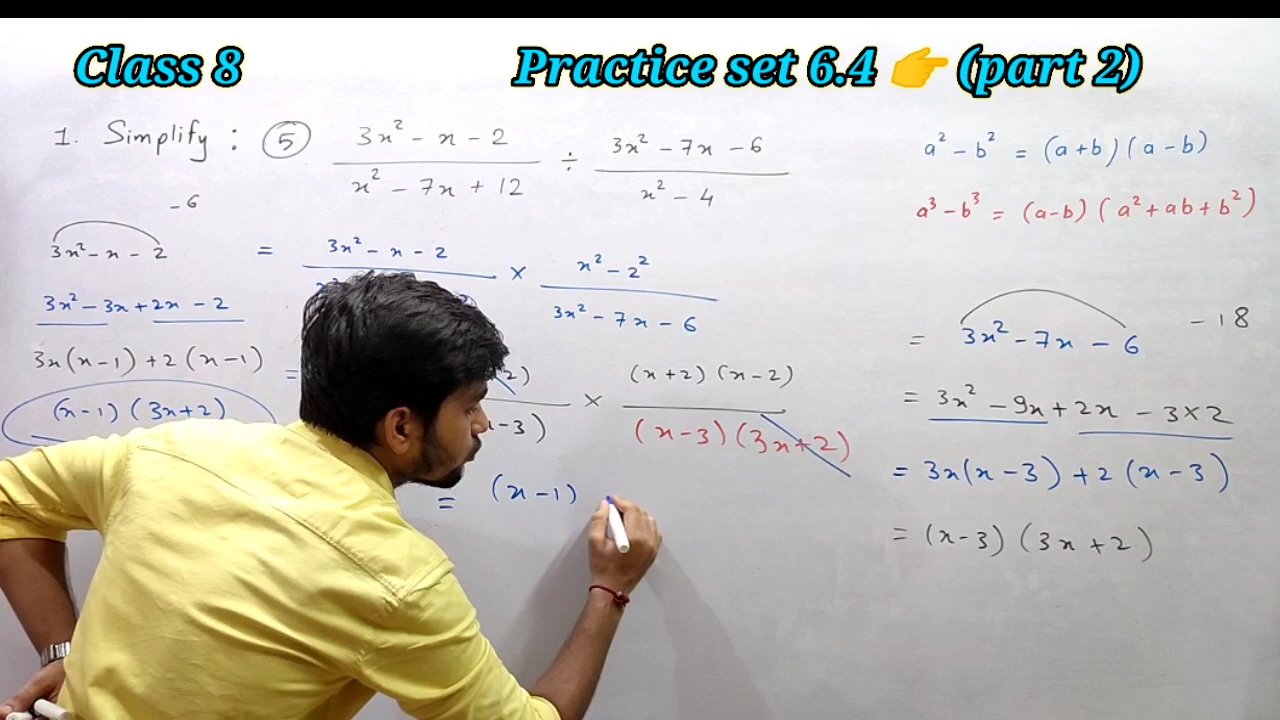 Class 8 Practice set 6.4 👉 (part 2)
1. Simplify : ⑤ (3x² - x - 2)/(x² - 7x + 12) ÷ (3x² - 7x - 6)/(x² - 4)
a² - b² = (a+b) (a-b)
a³ - b³ = (a-b) (a² + ab + b²)
-6
3x² - x - 2
3x² - 3x + 2x - 2
3x(x-1) + 2(x-1)
(x-1) (3x+2)
= 3x² - x - 2
× (x² - 2²)/(3x² - 7x - 6)
=
2)
x-3)
× (x+2) (x-2)/(x-3) (3x+2)
= (x-1)
-18
= 3x² - 7x - 6
= 3x² - 9x + 2x - 3×2
= 3x(x-3) + 2(x-3)
= (x-3) (3x+2)